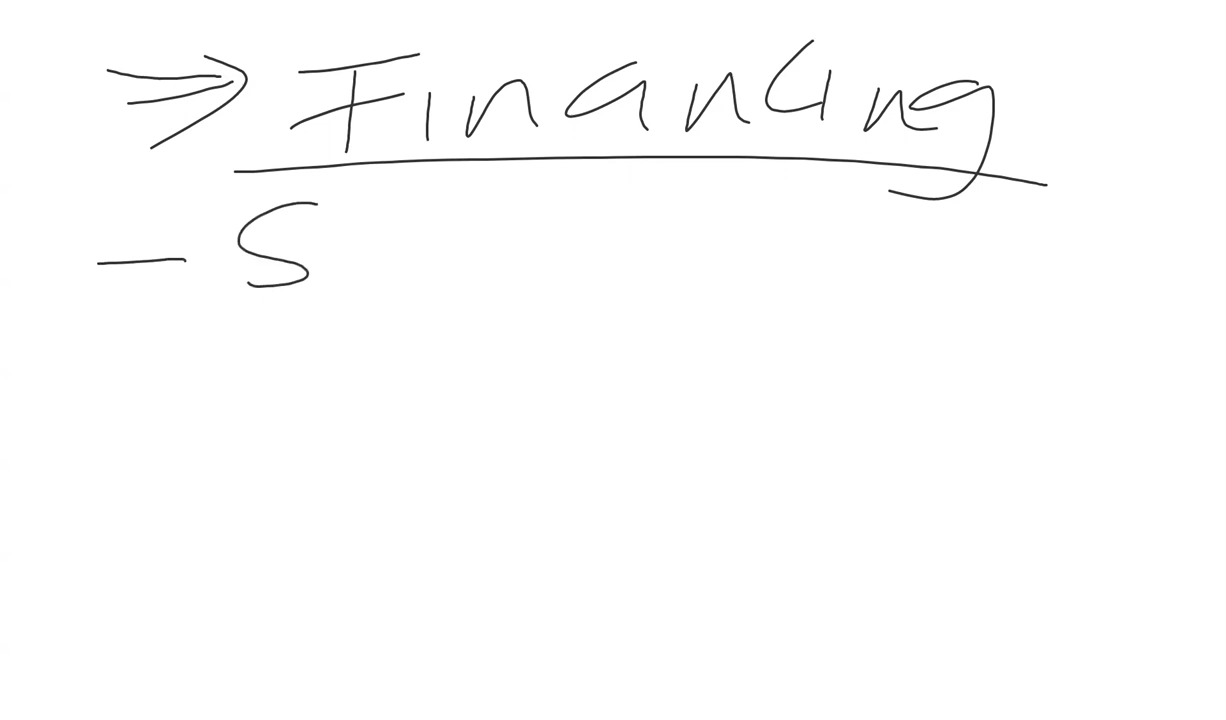 ⇒ Financing
- S